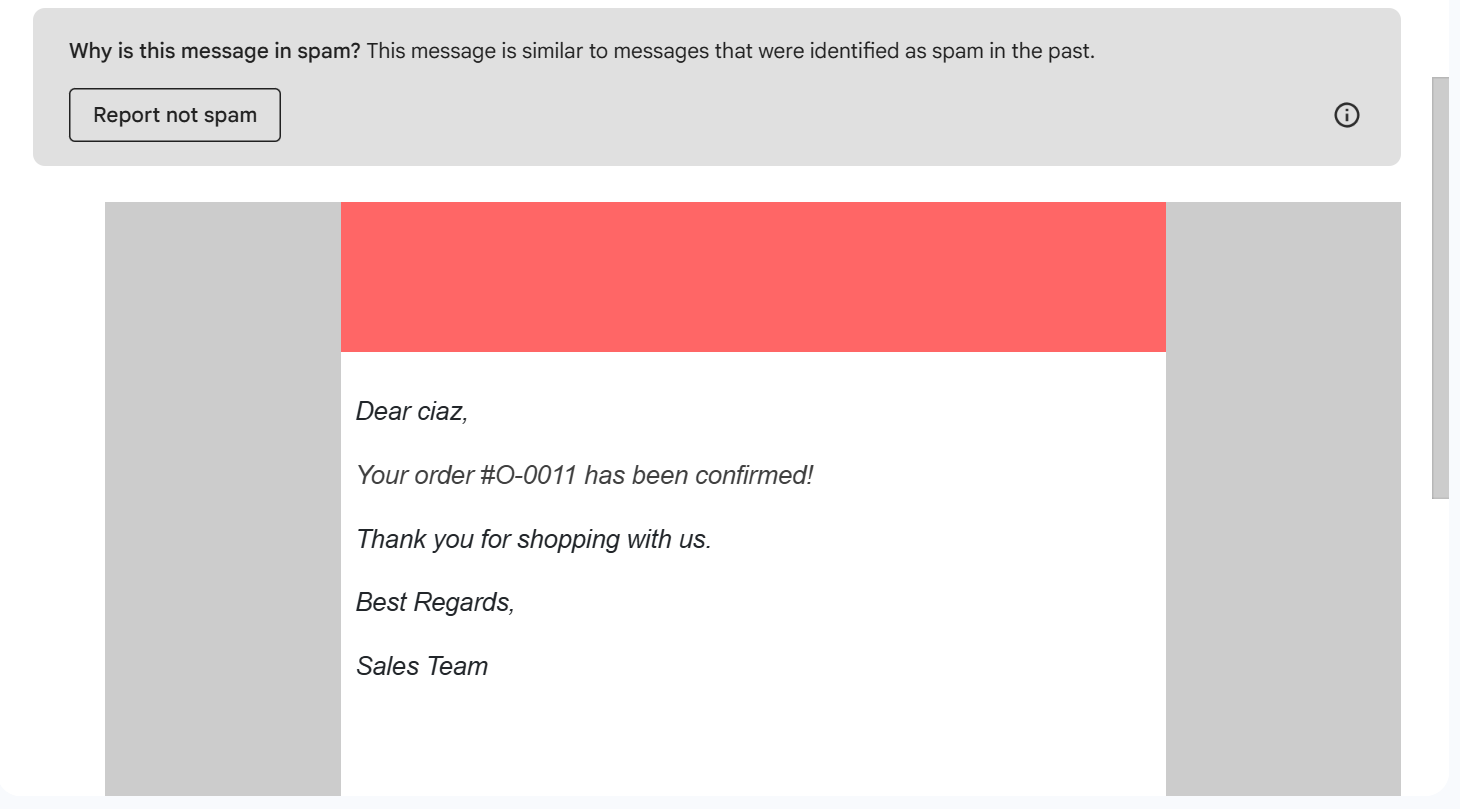 Why is this message in spam? This message is similar to messages that were identified as spam in the past.
Report not spam
Dear ciaz,
Your order #O-0011 has been confirmed!
Thank you for shopping with us.
Best Regards,
Sales Team